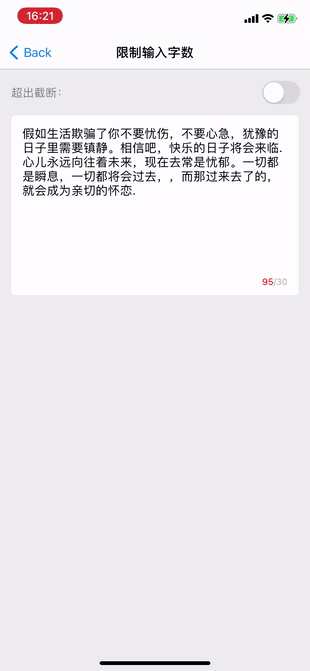 16:21
Back
限制输入字数
超出截断:
假如生活欺骗了你不要忧伤，不要心急，犹豫的
日子里需要镇静。相信吧，快乐的日子将会来临.
心儿永远向往着未来，现在去常是忧郁。一切都
是瞬息，一切都将会过去，，而那过来去了的，
就会成为亲切的怀恋.
95/30